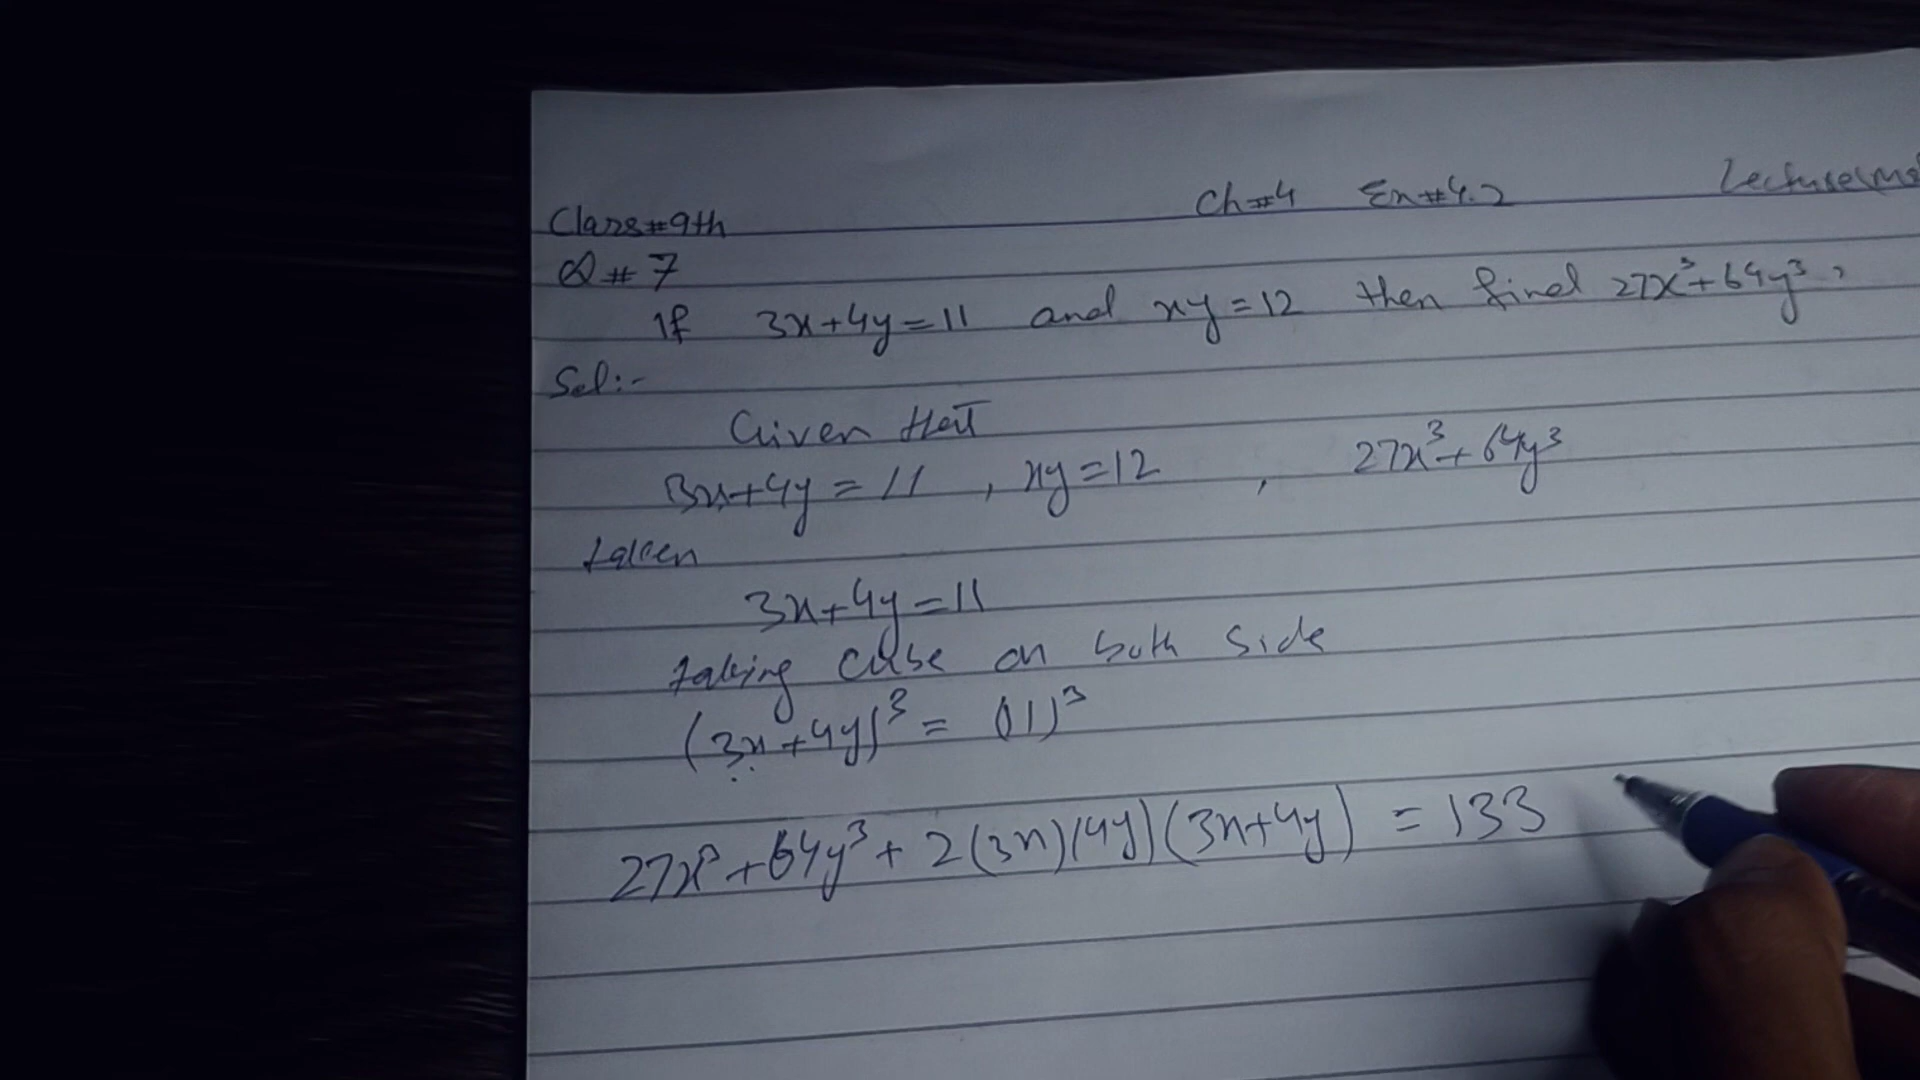 Class#9th Ch#4 Ex#4.2
Q#7
If 3x+4y=11 and xy=12 then find 27x³+64y³?
Sol:-
Given that
3x+4y=11 , xy=12 , 27x³+64y³
taken
3x+4y=11
taking cube on both side
(3x+4y)³ = (11)³
27x³+64y³+2(3x)(4y)(3x+4y) = 133